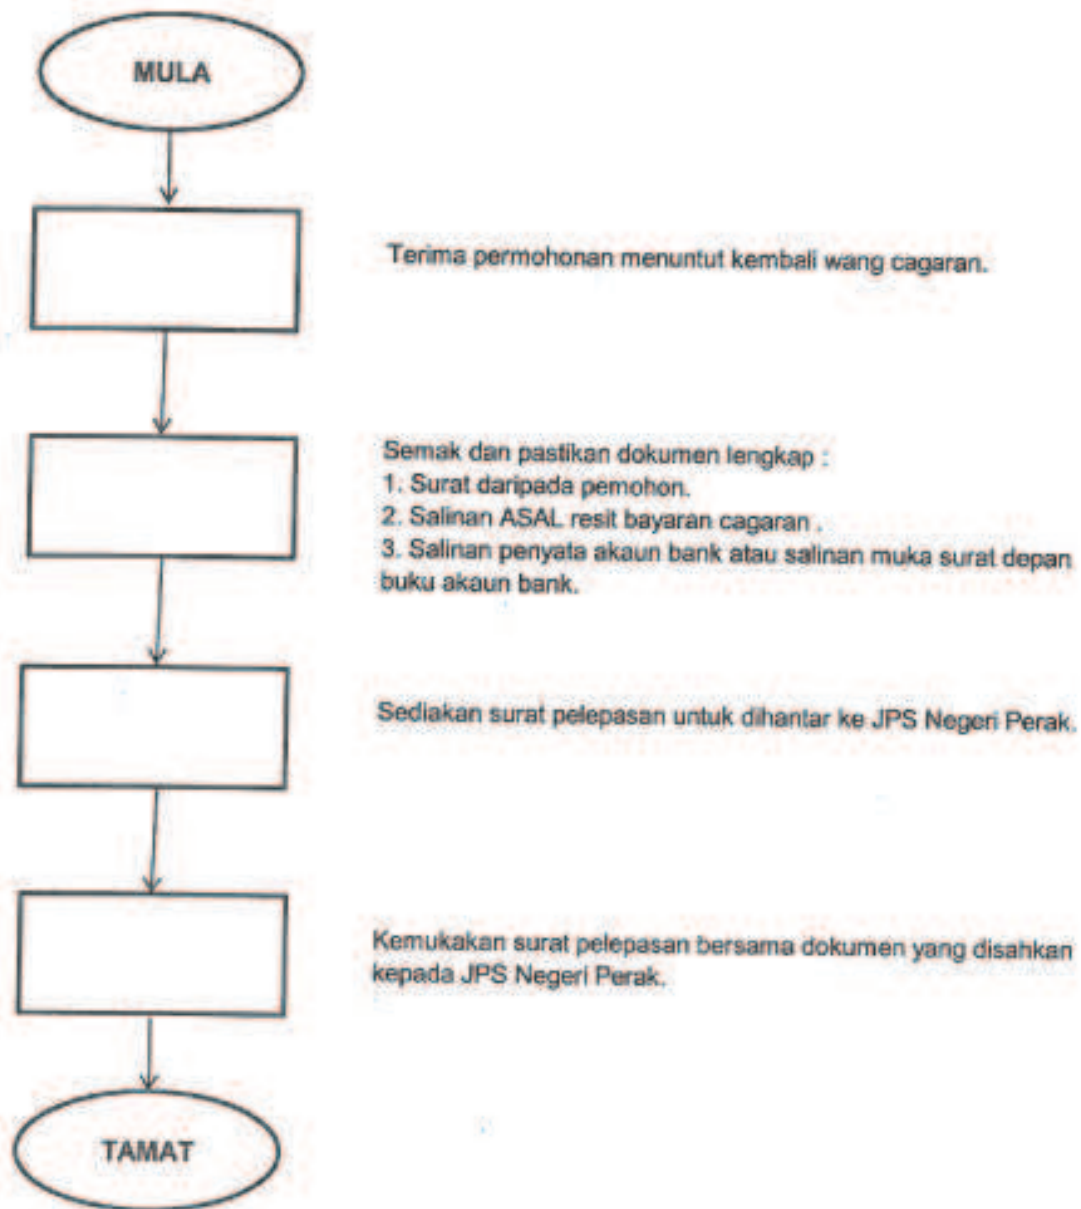 MULA
Terima permohonan menuntut kembali wang cagaran.
Semak dan pastikan dokumen lengkap :
1. Surat daripada pemohon.
2. Salinan ASAL resit bayaran cagaran .
3. Salinan penyata akaun bank atau salinan muka surat depan
buku akaun bank.
Sediakan surat pelepasan untuk dihantar ke JPS Negeri Perak.
Kemukakan surat pelepasan bersama dokumen yang disahkan
kepada JPS Negeri Perak.
TAMAT